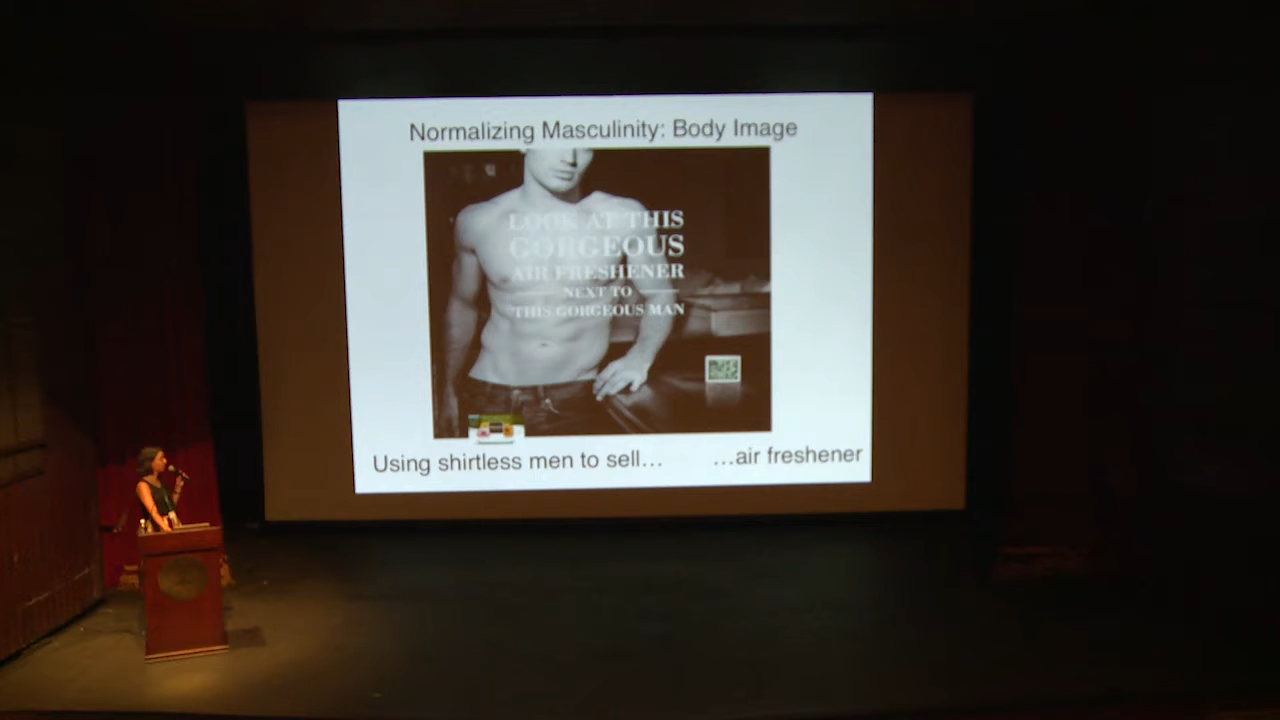 Normalizing Masculinity: Body Image
LOOK AT THIS
GORGEOUS
AIR FRESHENER
NEXT TO
THIS GORGEOUS MAN
Using shirtless men to sell… …air freshener